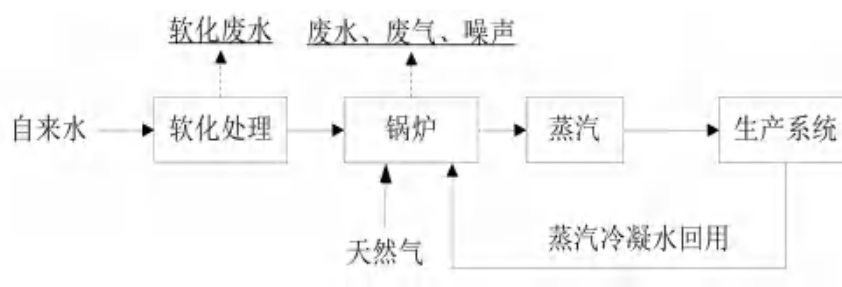 软化废水
废水、废气、噪声
自来水
软化处理
锅炉
蒸汽
生产系统
天然气
蒸汽冷凝水回用